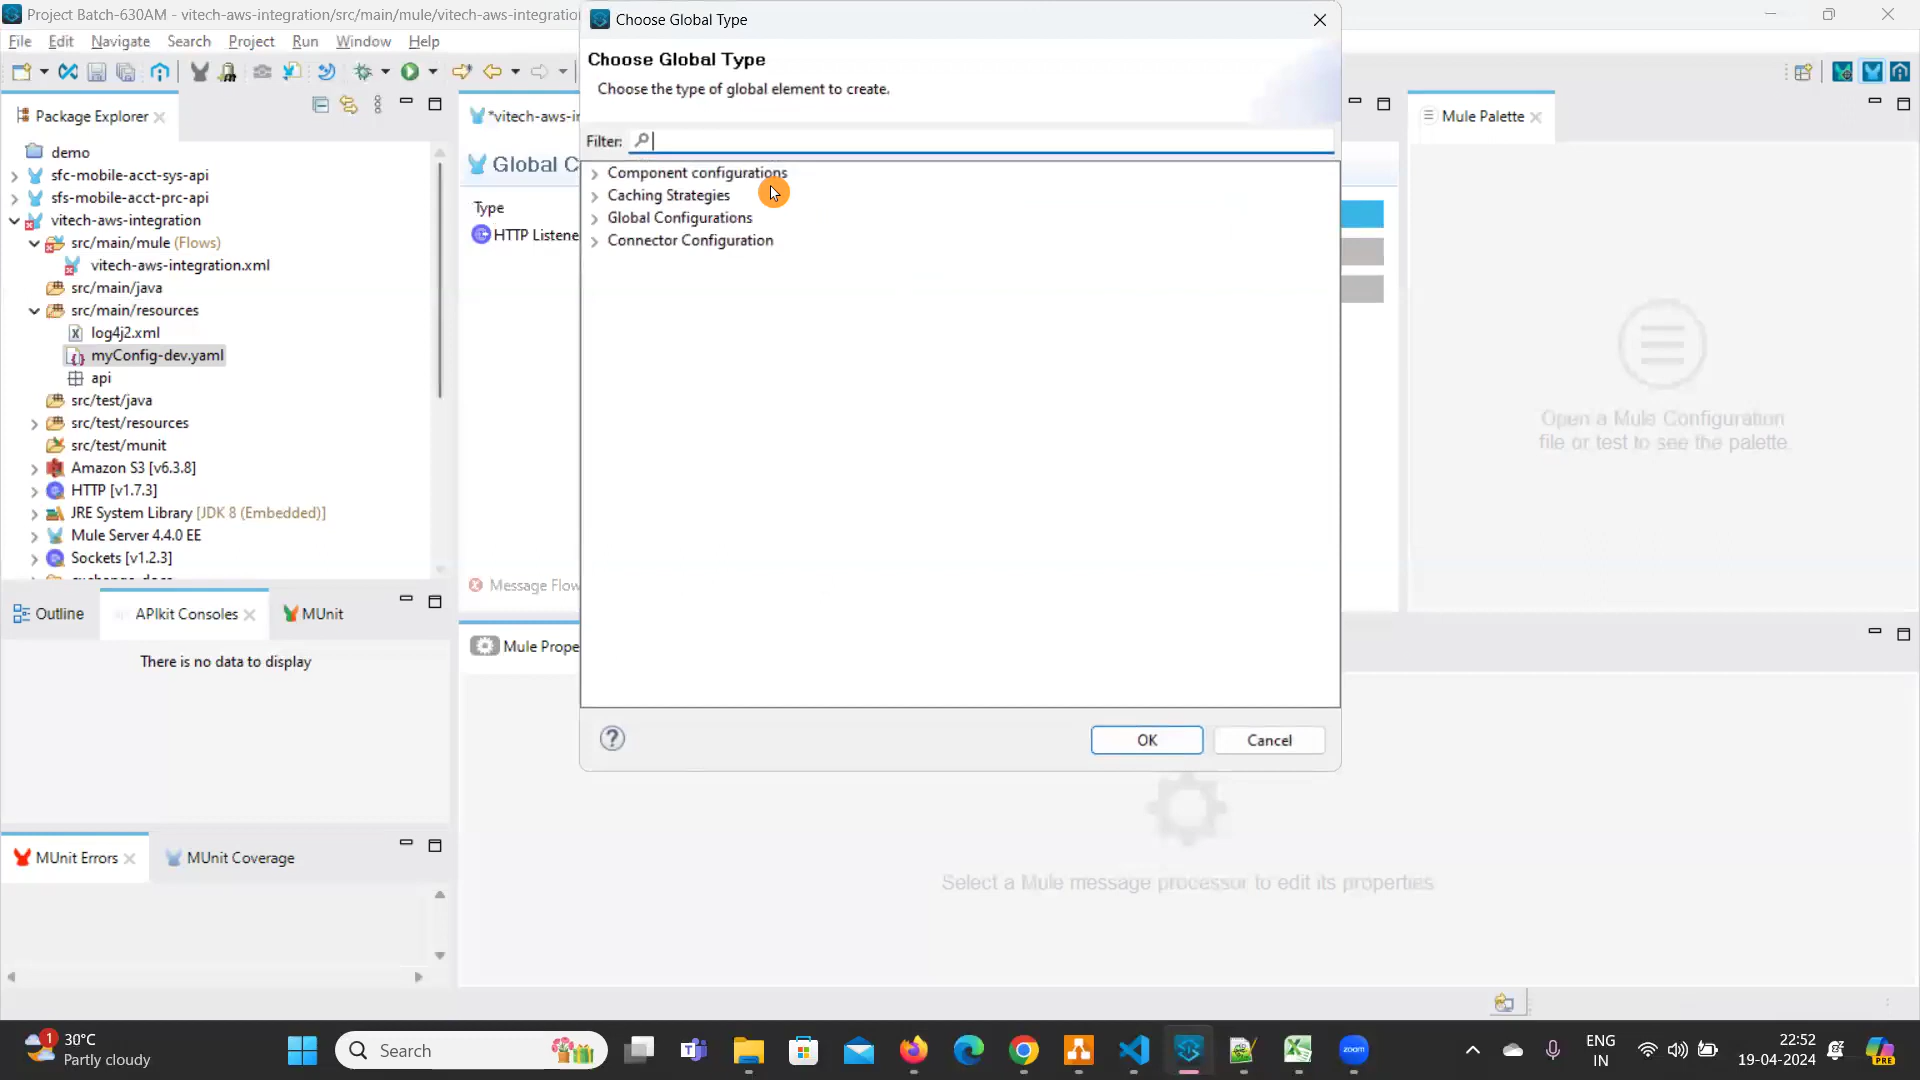 Project Batch-630AM - vitech-aws-integration/src/main/mule/vitech-aws-integratio
File Edit Navigate Search Project Run Window Help
Choose Global Type
Choose Global Type
Choose the type of global element to create.
Filter:
Component configurations
Caching Strategies
Global Configurations
Connector Configuration
OK
Cancel
Package Explorer
demo
sfc-mobile-acct-sys-api
sfs-mobile-acct-prc-api
vitech-aws-integration
src/main/mule (Flows)
vitech-aws-integration.xml
src/main/java
src/main/resources
log4j2.xml
myConfig-dev.yaml
api
src/test/java
src/test/resources
src/test/munit
Amazon S3 [v6.3.8]
HTTP [v1.7.3]
JRE System Library [JDK 8 (Embedded)]
Mule Server 4.4.0 EE
Sockets [v1.2.3]
*vitech-aws-i
Global C
Type
HTTP Listene
Message Flow
Mule Palette
Open a Mule Configuration
file or test to see the palette
Outline
APIkit Consoles
MUnit
There is no data to display
Mule Prope
Select a Mule message processor to edit its properties
MUnit Errors
MUnit Coverage
1
30°C
Partly cloudy
Search
zoom
ENG
IN
22:52
19-04-2024
PRE